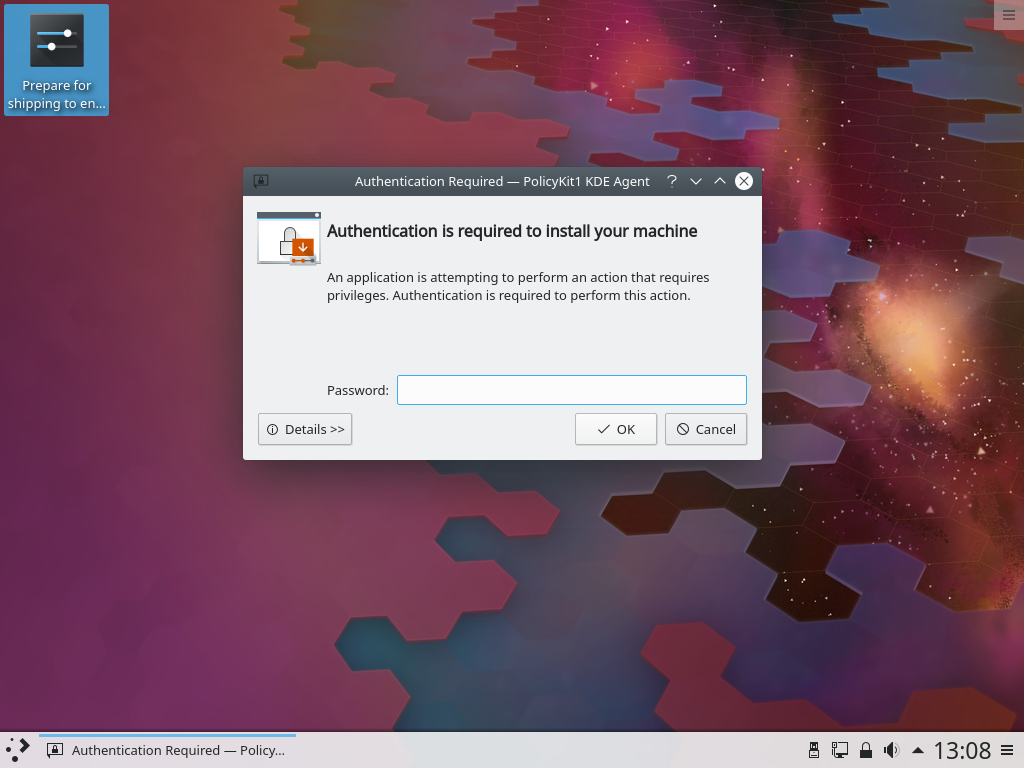 Prepare for
shipping to en...
Authentication Required — PolicyKit1 KDE Agent
Authentication is required to install your machine
An application is attempting to perform an action that requires
privileges. Authentication is required to perform this action.
Password:
Details >>
OK
Cancel
Authentication Required — Policy...
13:08